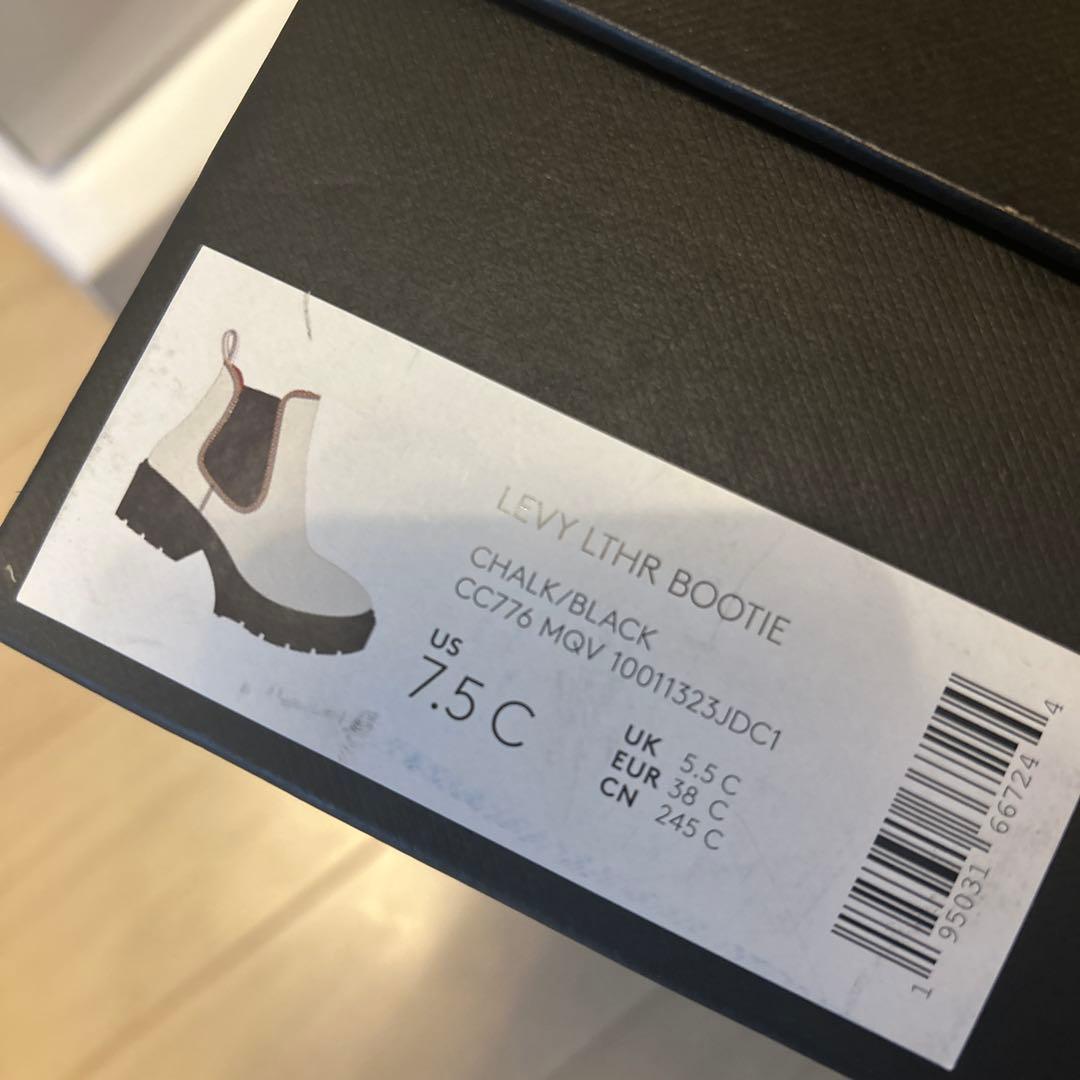 LEVY LTHR BOOTIE
CHALK/BLACK
CC776 MQV 10011323JDC1
US
7.5 C
UK 5.5 C
EUR 38 C
CN 245 C
1 95031 66724 4